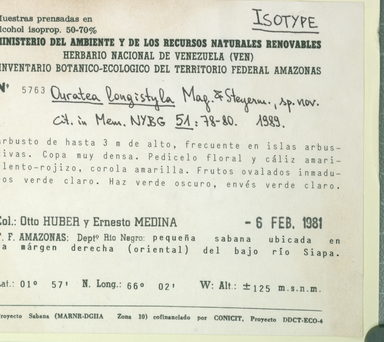 Muestras prensadas en
alcohol isoprop. 50-70%
ISOTYPE
MINISTERIO DEL AMBIENTE Y DE LOS RECURSOS NATURALES RENOVABLES
HERBARIO NACIONAL DE VENEZUELA (VEN)
INVENTARIO BOTANICO-ECOLOGICO DEL TERRITORIO FEDERAL AMAZONAS
Nº 5763 Ouratea longistyla Mag. & Steyerm., sp. nov.
Cit. in Mem. NYBG 51: 78-80. 1989.
arbusto de hasta 3 m de alto, frecuente en islas arbus-
tivas. Copa muy densa. Pedicelo floral y cáliz amari-
llento-rojizo, corola amarilla. Frutos ovalados inmadu-
os verde claro. Haz verde oscuro, envés verde claro.
Col.: Otto HUBER y Ernesto MEDINA - 6 FEB. 1981
T. F. AMAZONAS: Deptº Río Negro: pequeña sabana ubicada en
la márgen derecha (oriental) del bajo río Siapa.
Lat.: 01º 57' N. Long.: 66º 02' W: Alt.: ±125 m.s.n.m.
Proyecto Sabana (MARNR-DGIIA Zona 10) cofinanciado por CONICIT, Proyecto DDCT-ECO-4